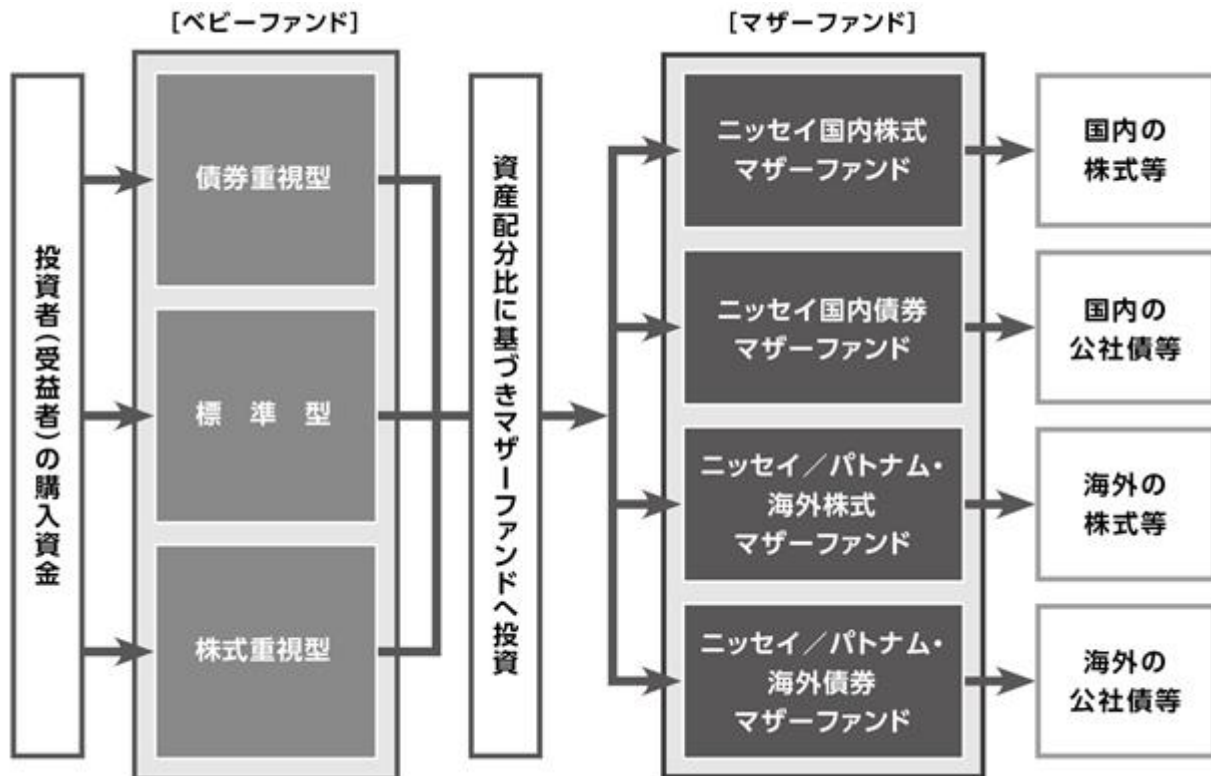 [ベビーファンド]
[マザーファンド]
投資者(受益者)の購入資金
債券重視型
標　準　型
株式重視型
資産配分比に基づきマザーファンドへ投資
ニッセイ国内株式
マザーファンド
ニッセイ国内債券
マザーファンド
ニッセイ／パトナム・
海外株式
マザーファンド
ニッセイ／パトナム・
海外債券
マザーファンド
国内の
株式等
国内の
公社債等
海外の
株式等
海外の
公社債等